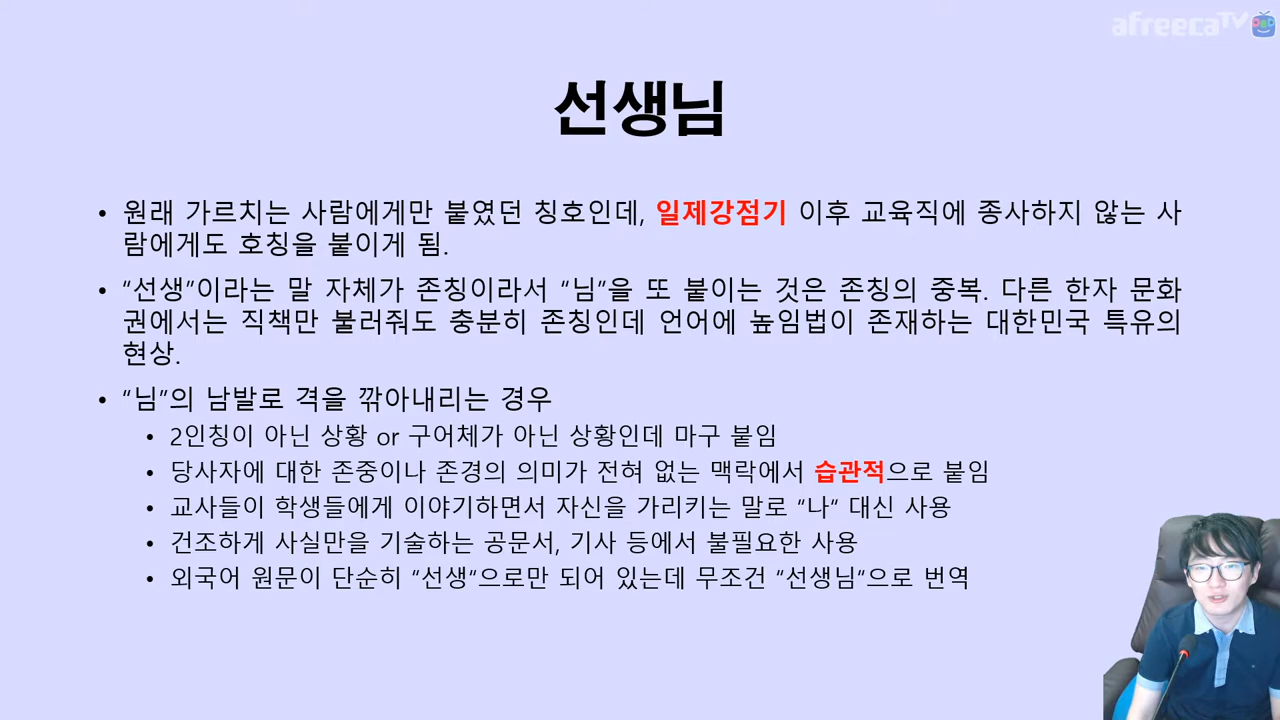 afreecaTV
선생님
• 원래 가르치는 사람에게만 붙였던 칭호인데, 일제강점기 이후 교육직에 종사하지 않는 사
람에게도 호칭을 붙이게 됨.
• “선생”이라는 말 자체가 존칭이라서 “님”을 또 붙이는 것은 존칭의 중복. 다른 한자 문화
권에서는 직책만 불러줘도 충분히 존칭인데 언어에 높임법이 존재하는 대한민국 특유의
현상.
• “님”의 남발로 격을 깎아내리는 경우
• 2인칭이 아닌 상황 or 구어체가 아닌 상황인데 마구 붙임
• 당사자에 대한 존중이나 존경의 의미가 전혀 없는 맥락에서 습관적으로 붙임
• 교사들이 학생들에게 이야기하면서 자신을 가리키는 말로 “나“ 대신 사용
• 건조하게 사실만을 기술하는 공문서, 기사 등에서 불필요한 사용
• 외국어 원문이 단순히 “선생“으로만 되어 있는데 무조건 “선생님”으로 번역